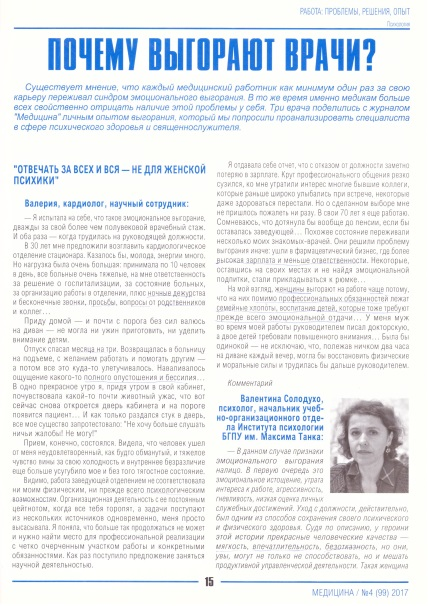 РАБОТА: ПРОБЛЕМЫ, РЕШЕНИЯ, ОПЫТ
Психология
ПОЧЕМУ ВЫГОРАЮТ ВРАЧИ?
Существует мнение, что каждый медицинский работник как минимум один раз за свою
карьеру переживал синдром эмоционального выгорания. В то же время именно медикам больше
всех свойственно отрицать наличие этой проблемы у себя. Три врача поделились с журналом
"Медицина" личным опытом выгорания, который мы попросили проанализировать специалиста
в сфере психического здоровья и священнослужителя.
"ОТВЕЧАТЬ ЗА ВСЕХ И ВСЯ — НЕ ДЛЯ ЖЕНСКОЙ
ПСИХИКИ"
Валерия, кардиолог, научный сотрудник:
— Я испытала на себе, что такое эмоциональное выгорание,
дважды за свой более чем полувековой врачебный стаж.
И оба раза — когда трудилась на руководящей должности.
В 30 лет мне предложили возглавить кардиологическое
отделение стационара. Казалось бы, молода, энергии много.
Но нагрузка была очень большая: принимала по 10 человек
в день, все больные очень тяжелые, на мне ответственность
за решение о госпитализации, за состояние больных,
за организацию работы в отделении, плюс ночные дежурства
и бесконечные звонки, просьбы, вопросы от родственников
и коллег…
Приду домой — и почти с порога без сил валюсь
на диван — не могла ни ужин приготовить, ни уделить
внимание детям.
Отпуск спасал месяца на три. Возвращалась в больницу
на подъеме, с желанием работать и помогать другим —
а потом все это куда-то улетучивалось. Наваливалось
ощущение какого-то полного опустошения и бессилия…
В одно прекрасное утро я, придя утром в свой кабинет,
почувствовала какой-то почти животный ужас, что вот
сейчас снова откроется дверь кабинета и на пороге
появится пациент… И как только раздался стук в дверь,
все мое существо запротестовало: "Не хочу больше слушать
ничьи жалобы! Не могу!"
Прием, конечно, состоялся. Видела, что человек ушел
от меня неудовлетворенный, как будто обманутый, и тяжелое
чувство вины за свою холодность и внутреннее безразличие
еще больше усугубило мое и без того тягостное состояние.
Видимо, работа заведующей отделением не соответствовала
ни моим физическим, ни прежде всего психологическим
возможностям. Организационная деятельность с ее постоянным
цейтнотом, когда все тебя торопят, а задачи поступают
из нескольких источников одновременно, меня просто
высасывала. Я поняла, что больше так продолжаться не может
и нужно найти место для профессиональной реализации
с четко очерченным участком работы и конкретными
обязанностями. Как раз поступило предложение заняться
научной деятельностью.
Я отдавала себе отчет, что с отказом от должности заметно
потеряю в зарплате. Круг профессионального общения резко
сузился, ко мне утратили интерес многие бывшие коллеги,
которые раньше широко улыбались при встрече, некоторые
даже здороваться перестали. Но о сделанном выборе мне
не пришлось пожалеть ни разу. В свои 70 лет я еще работаю.
Сомневаюсь, что дотянула бы вообще до пенсии, если бы
оставалась заведующей… Похожее состояние переживали
несколько моих знакомых-врачей. Они решили проблему
выгорания иначе: ушли в фармацевтический бизнес, где более
высокая зарплата и меньше ответственности. Некоторые,
оставшись на своих местах и не найдя эмоциональной
подпитки, стали прикладываться к рюмке…
На мой взгляд, женщины выгорают на работе чаще потому,
что на них помимо профессиональных обязанностей лежат
семейные хлопоты, воспитание детей, которые тоже требуют
прежде всего эмоциональной отдачи… У меня муж
во время моей работы руководителем писал докторскую,
а двое детей требовали повышенного внимания… Была бы
одинокой — не исключаю, что, полежав ничком два часа
на диване каждый вечер, могла бы восстановить физические
и моральные силы и трудилась бы дальше руководителем.
Комментарий
Валентина Солодухо,
психолог, начальник учеб-
но-организационного отде-
ла Института психологии
БГПУ им. Максима Танка:
— В данном случае признаки
эмоционального выгорания
налицо. В первую очередь это
эмоциональное истощение, утрата
интереса к работе, агрессивность,
гневливость, низкая оценка личной
служебных достижений. Уход с должности, действительно,
был одним из способов сохранения своего психического
и физического здоровья. Судя по описанию, у героини
этой истории прекрасные человеческие качества —
мягкость, впечатлительность, безотказность, но они,
увы, могут не только не способствовать, но и мешать
продуктивной управленческой деятельности. Такая женщина
15
МЕДИЦИНА / №4 (99) 2017